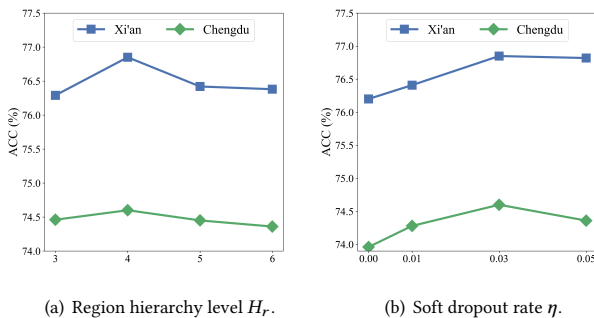 Xi'an Chengdu
77.5
77.0
76.5
76.0
75.5
75.0
74.5
74.0
ACC (%)
3 4 5 6
(a) Region hierarchy level Hᵣ.
Xi'an Chengdu
77.5
77.0
76.5
76.0
75.5
75.0
74.5
74.0
ACC (%)
0.00 0.01 0.03 0.05
(b) Soft dropout rate η.